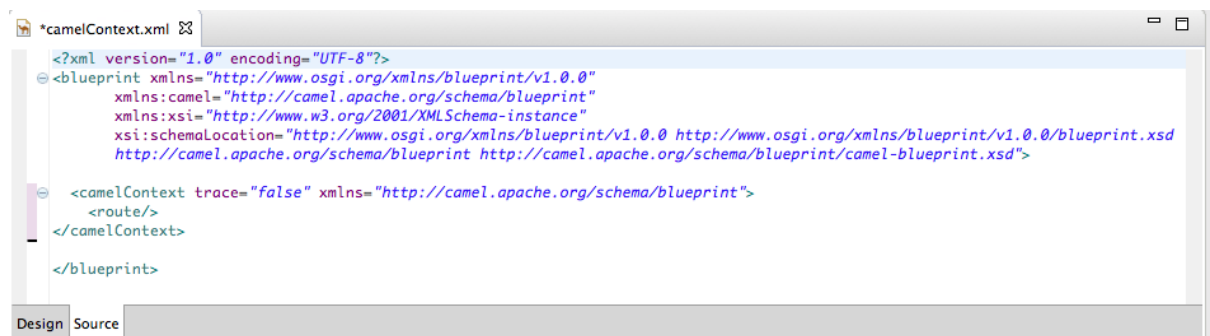 *camelContext.xml
<?xml version="1.0" encoding="UTF-8"?>
<blueprint xmlns="http://www.osgi.org/xmlns/blueprint/v1.0.0"
xmlns:camel="http://camel.apache.org/schema/blueprint"
xmlns:xsi="http://www.w3.org/2001/XMLSchema-instance"
xsi:schemaLocation="http://www.osgi.org/xmlns/blueprint/v1.0.0 http://www.osgi.org/xmlns/blueprint/v1.0.0/blueprint.xsd
http://camel.apache.org/schema/blueprint http://camel.apache.org/schema/blueprint/camel-blueprint.xsd">
<camelContext trace="false" xmlns="http://camel.apache.org/schema/blueprint">
<route/>
</camelContext>
</blueprint>
Design Source